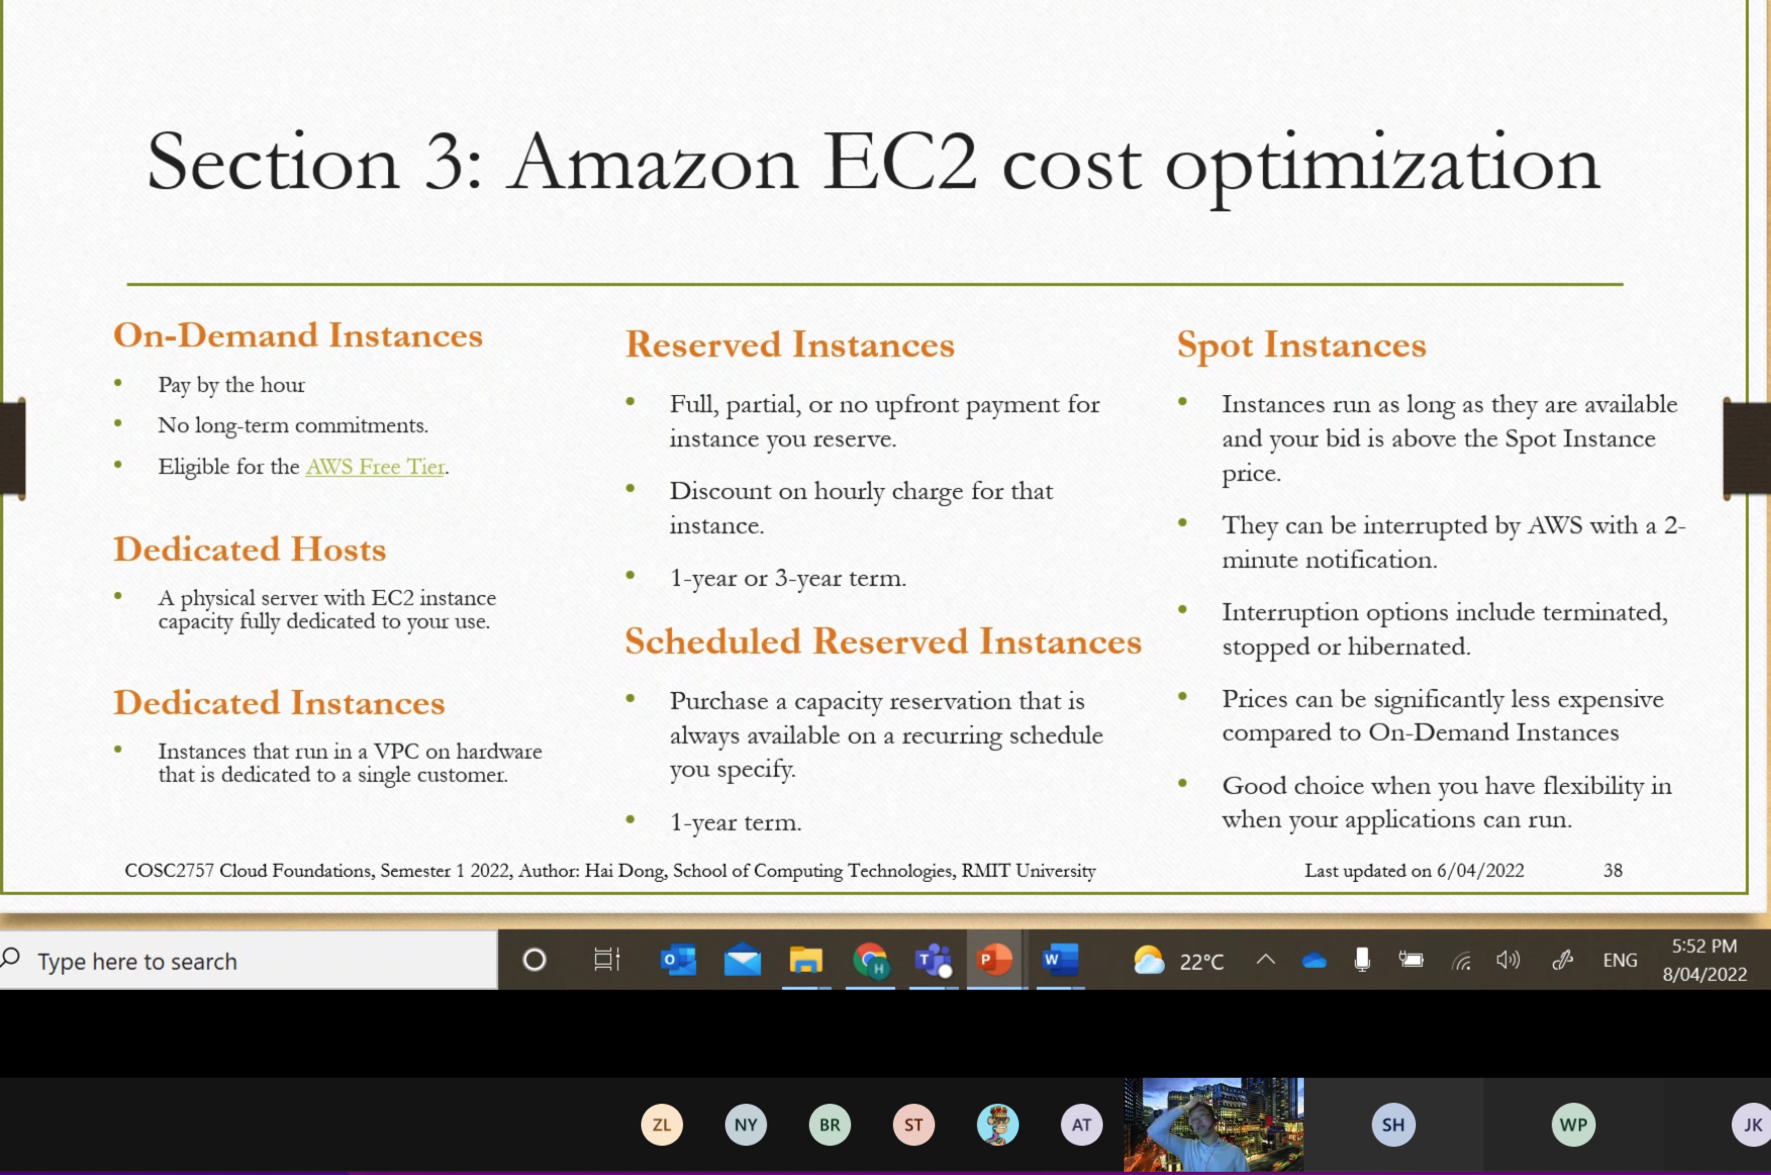 Section 3: Amazon EC2 cost optimization
On-Demand Instances
• Pay by the hour
• No long-term commitments.
• Eligible for the AWS Free Tier.
Dedicated Hosts
• A physical server with EC2 instance
capacity fully dedicated to your use.
Dedicated Instances
• Instances that run in a VPC on hardware
that is dedicated to a single customer.
Reserved Instances
• Full, partial, or no upfront payment for
instance you reserve.
• Discount on hourly charge for that
instance.
• 1-year or 3-year term.
Scheduled Reserved Instances
• Purchase a capacity reservation that is
always available on a recurring schedule
you specify.
• 1-year term.
Spot Instances
• Instances run as long as they are available
and your bid is above the Spot Instance
price.
• They can be interrupted by AWS with a 2-
minute notification.
• Interruption options include terminated,
stopped or hibernated.
• Prices can be significantly less expensive
compared to On-Demand Instances
• Good choice when you have flexibility in
when your applications can run.
COSC2757 Cloud Foundations, Semester 1 2022, Author: Hai Dong, School of Computing Technologies, RMIT University
Last updated on 6/04/2022
38
Type here to search
O
H
T
P
W
22°C
ENG
5:52 PM
8/04/2022
ZL
NY
BR
ST
AT
SH
WP
JK